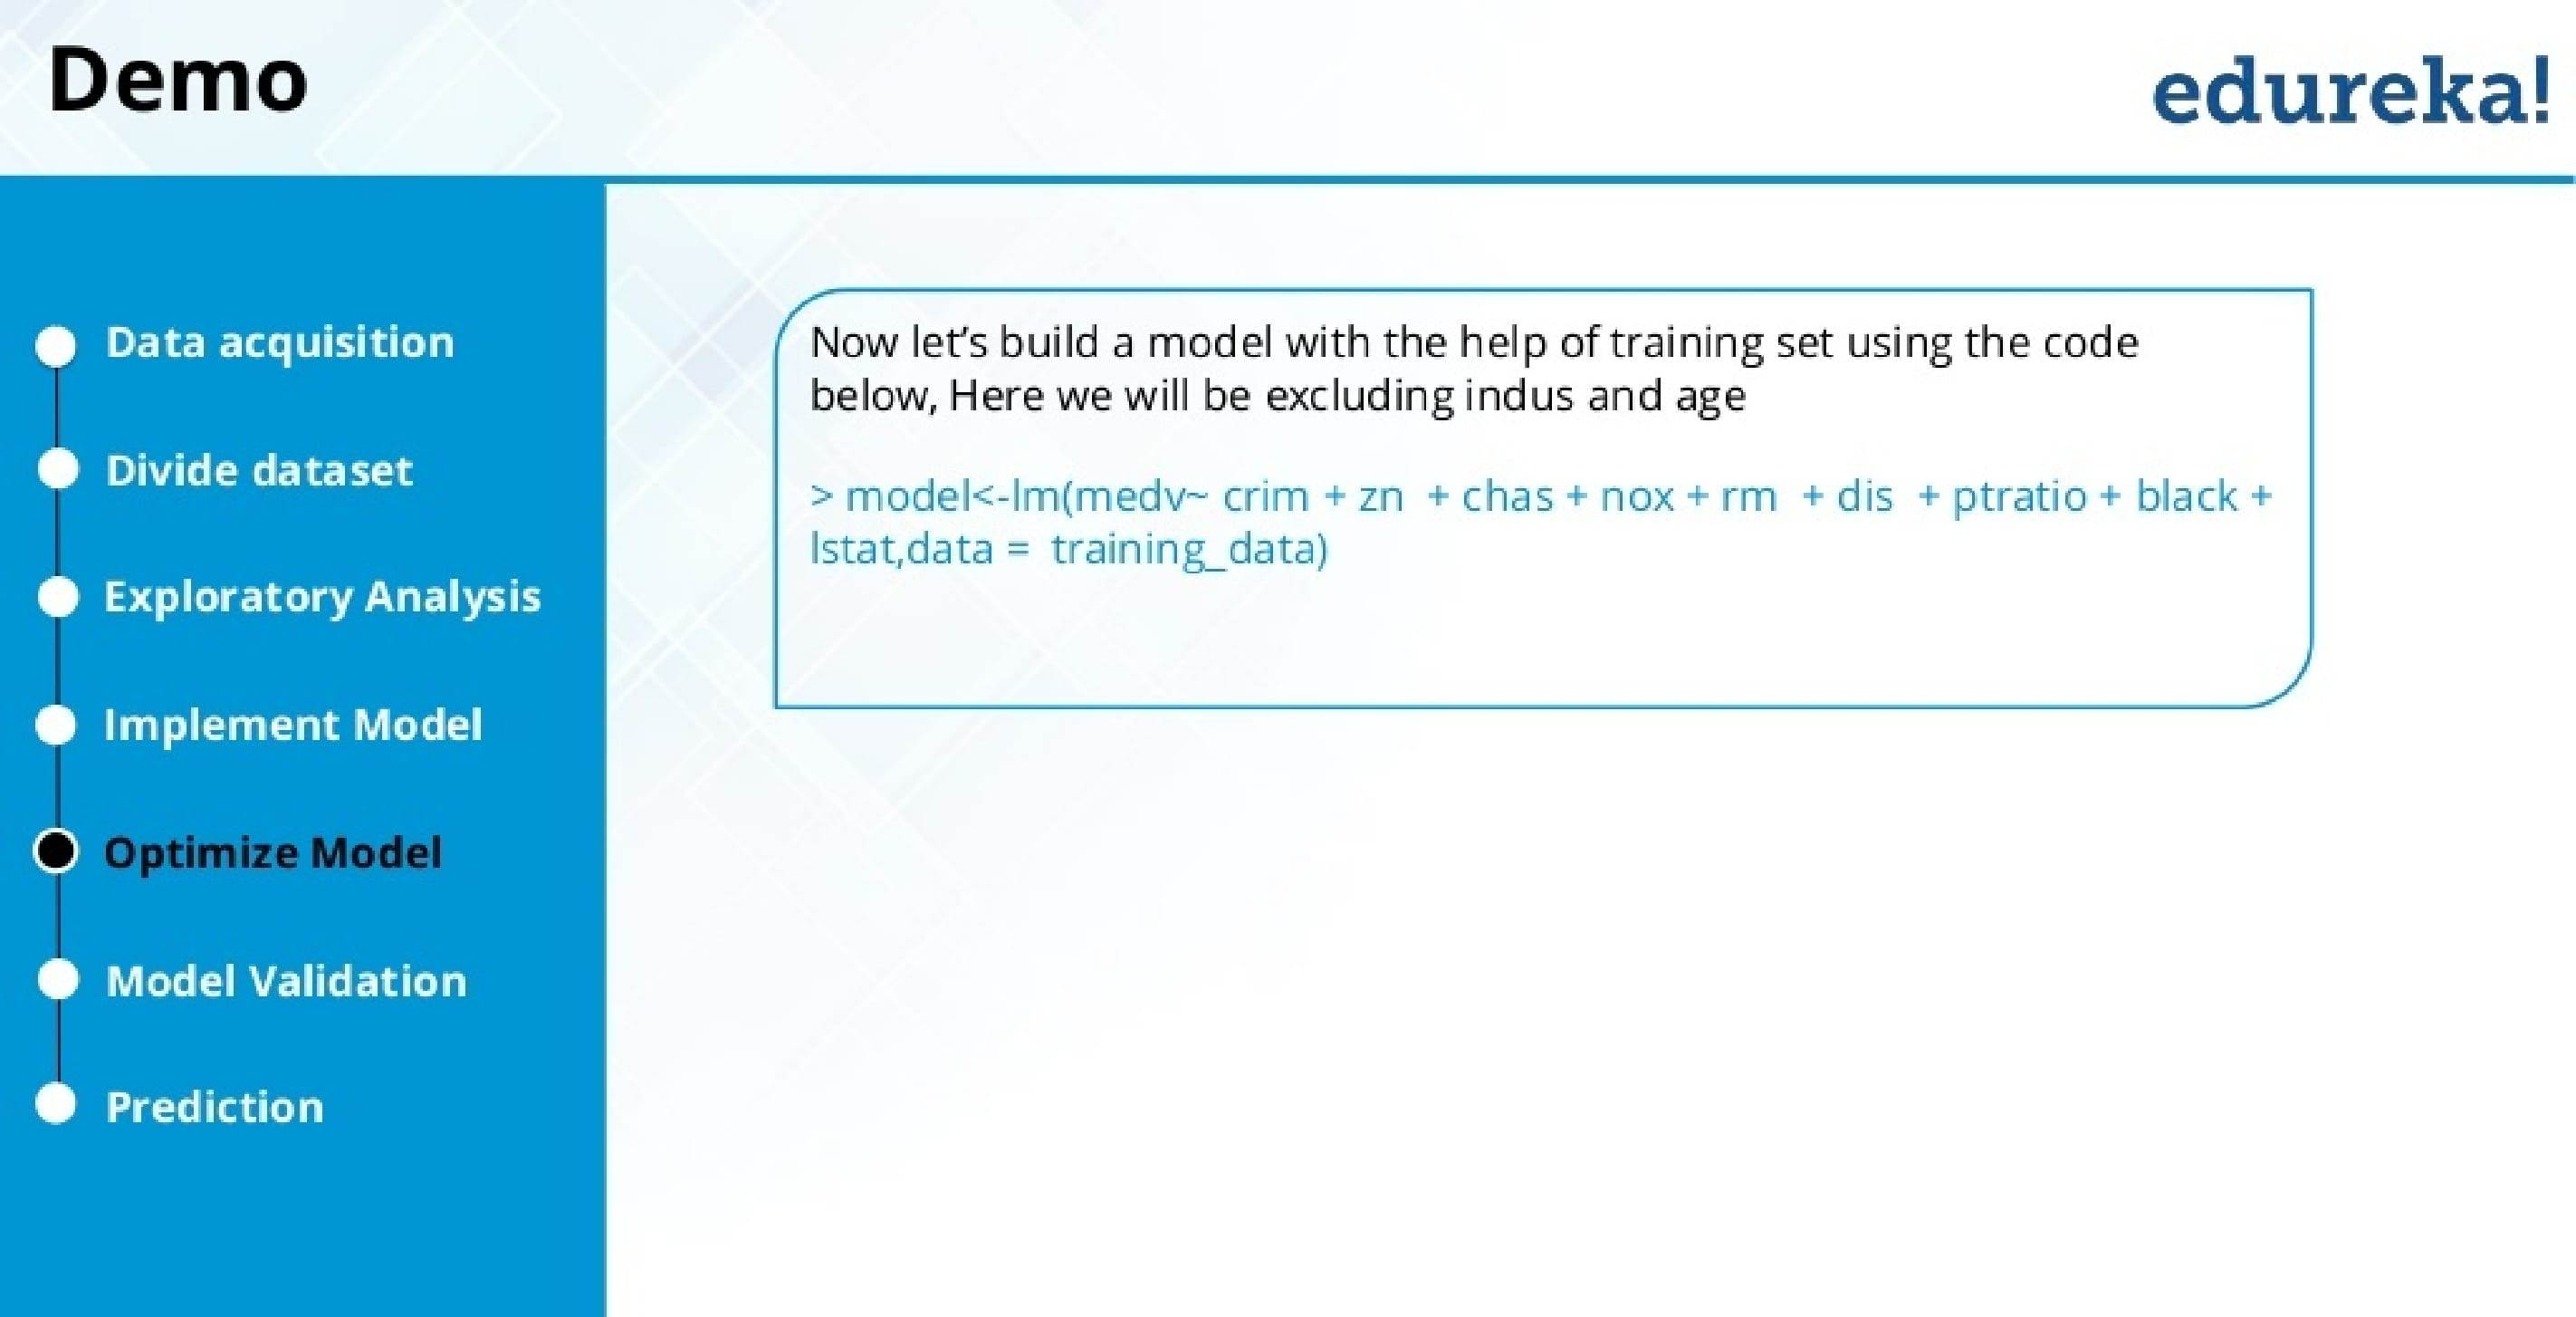 Demo
edureka!
Data acquisition
Divide dataset
Exploratory Analysis
Implement Model
Optimize Model
Model Validation
Prediction
Now let's build a model with the help of training set using the code
below, Here we will be excluding indus and age
> model<-lm(medv~ crim + zn  + chas + nox + rm  + dis  + ptratio + black +
lstat,data =  training_data)